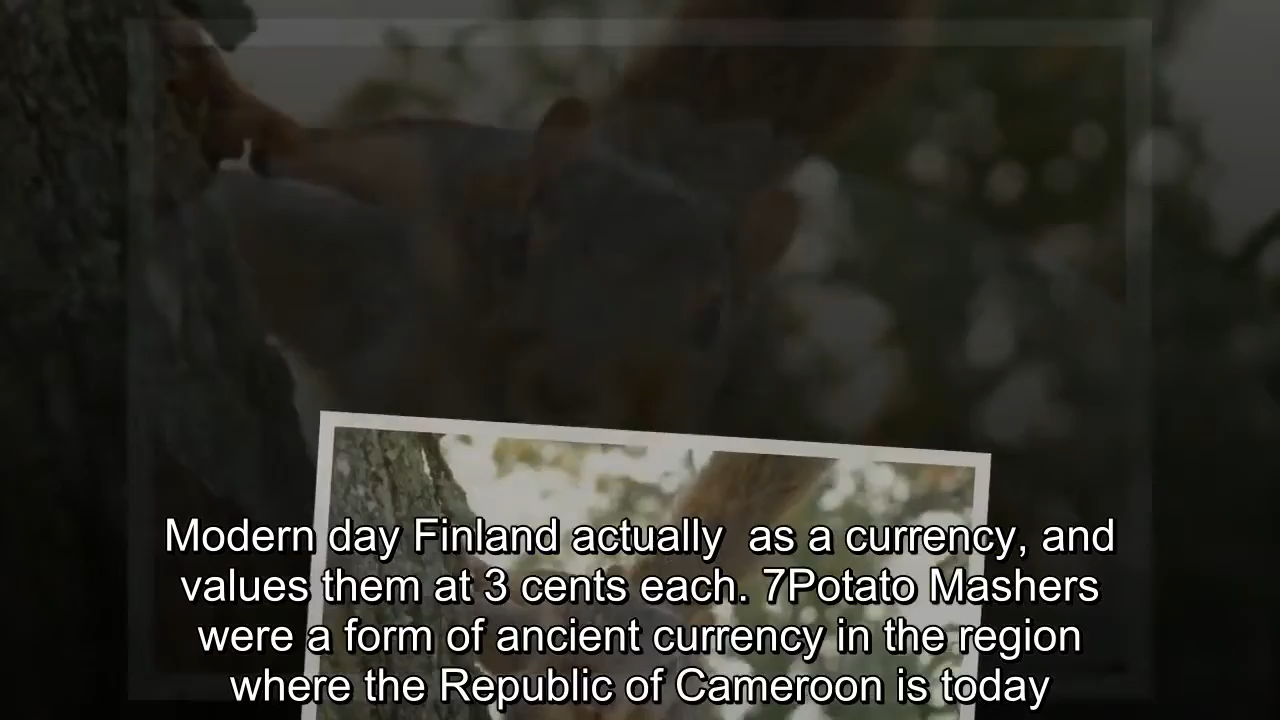 Modern day Finland actually  as a currency, and
values them at 3 cents each. 7Potato Mashers
were a form of ancient currency in the region
where the Republic of Cameroon is today